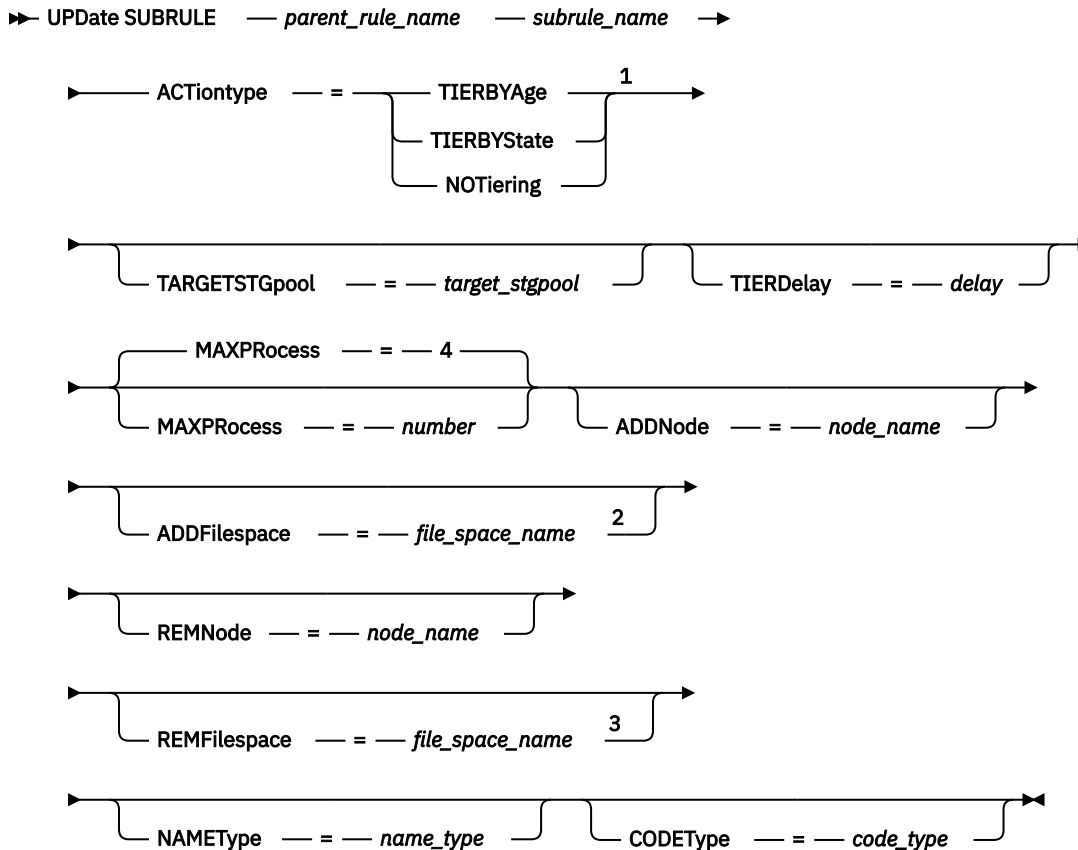 UPDate SUBRULE parent_rule_name subrule_name
1
ACTiontype = TIERBYAge
TIERBYState
NOTiering
TARGETSTGpool = target_stgpool TIERDelay = delay
MAXPRocess = 4
MAXPRocess = number ADDNode = node_name
2
ADDFilespace = file_space_name
REMNode = node_name
3
REMFilespace = file_space_name
NAMEType = name_type CODEType = code_type